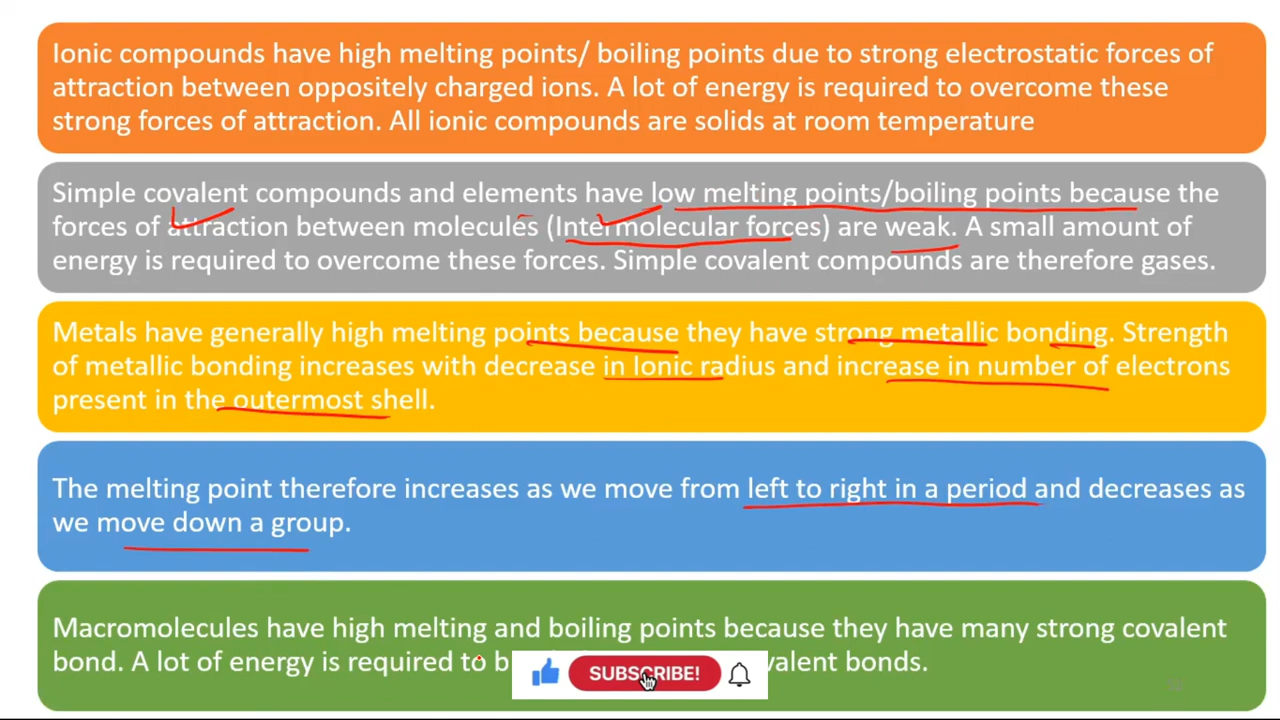 Ionic compounds have high melting points/ boiling points due to strong electrostatic forces of
attraction between oppositely charged ions. A lot of energy is required to overcome these
strong forces of attraction. All ionic compounds are solids at room temperature
Simple covalent compounds and elements have low melting points/boiling points because the
forces of attraction between molecules (Intermolecular forces) are weak. A small amount of
energy is required to overcome these forces. Simple covalent compounds are therefore gases.
Metals have generally high melting points because they have strong metallic bonding. Strength
of metallic bonding increases with decrease in Ionic radius and increase in number of electrons
present in the outermost shell.
The melting point therefore increases as we move from left to right in a period and decreases as
we move down a group.
Macromolecules have high melting and boiling points because they have many strong covalent
bond. A lot of energy is required to bonds.
SUBSCRIBE!